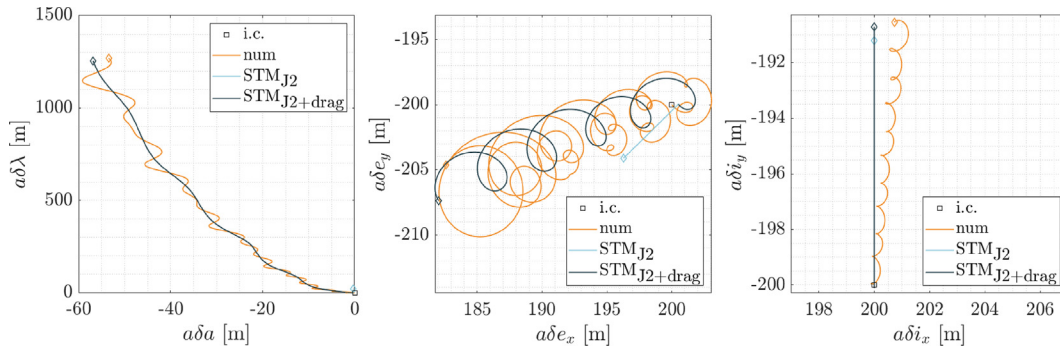 1500
1000
500
0
-60
-40
-20
0
aδλ [m]
aδa [m]
i.c.
num
STM_J2
STM_J2+drag
-195
-200
-205
-210
185
190
195
200
aδe_y [m]
aδe_x [m]
i.c.
num
STM_J2
STM_J2+drag
-192
-194
-196
-198
-200
198
200
202
204
206
aδi_y [m]
aδi_x [m]
i.c.
num
STM_J2
STM_J2+drag